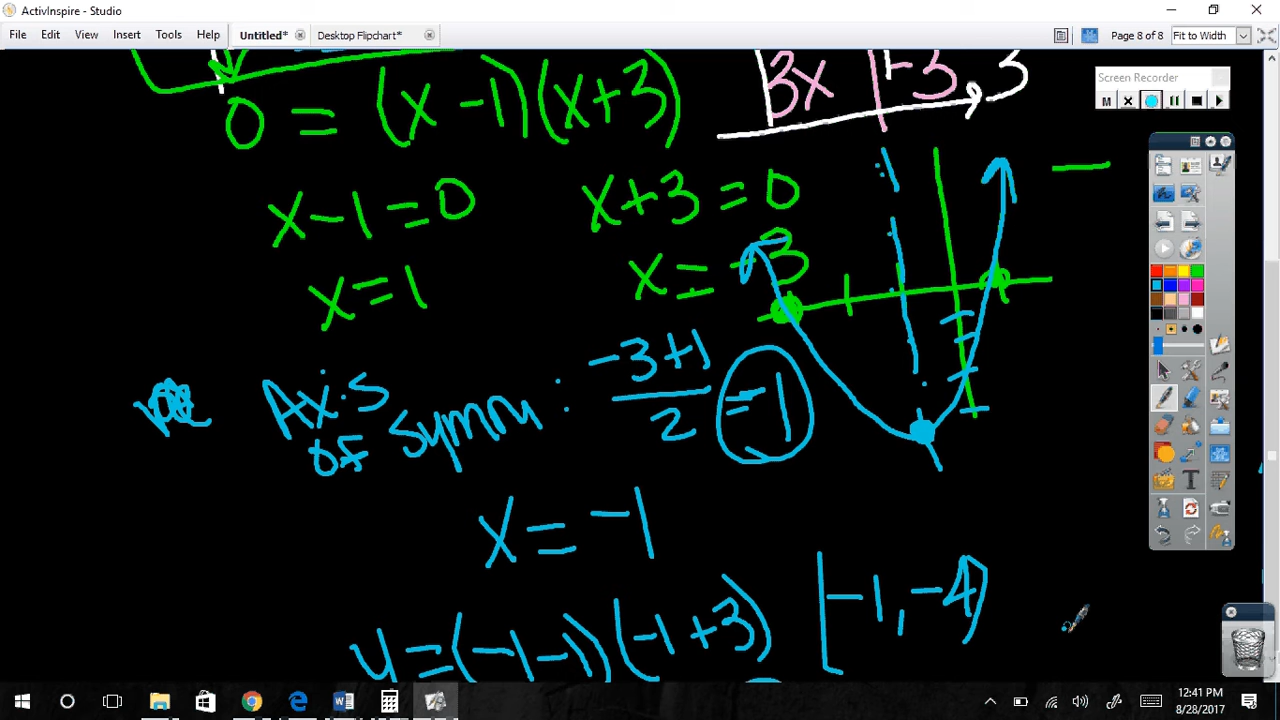 ActivInspire - Studio
File Edit View Insert Tools Help Untitled* Desktop Flipchart* Page 8 of 8 Fit to Width
Screen Recorder
3x -3 3
0 = (x -1)(x+3)
x-1=0 x+3=0
x=1 x=-3
Axis of Symm: -3+1 / 2 = -1
x=-1
y=(-1-1)(-1+3) (-1,-4)
12:41 PM
8/28/2017